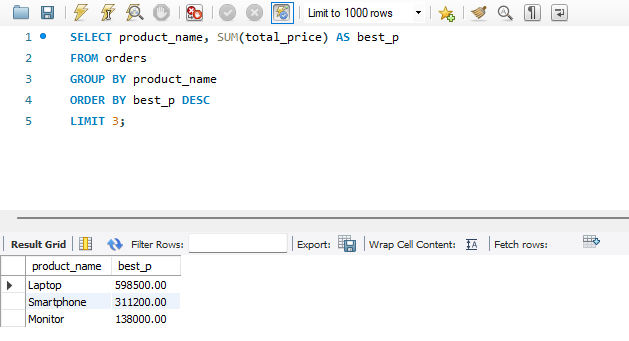 Limit to 1000 rows
1 SELECT product_name, SUM(total_price) AS best_p
2 FROM orders
3 GROUP BY product_name
4 ORDER BY best_p DESC
5 LIMIT 3;
Result Grid Filter Rows: Export: Wrap Cell Content: Fetch rows:
product_name best_p
Laptop 598500.00
Smartphone 311200.00
Monitor 138000.00